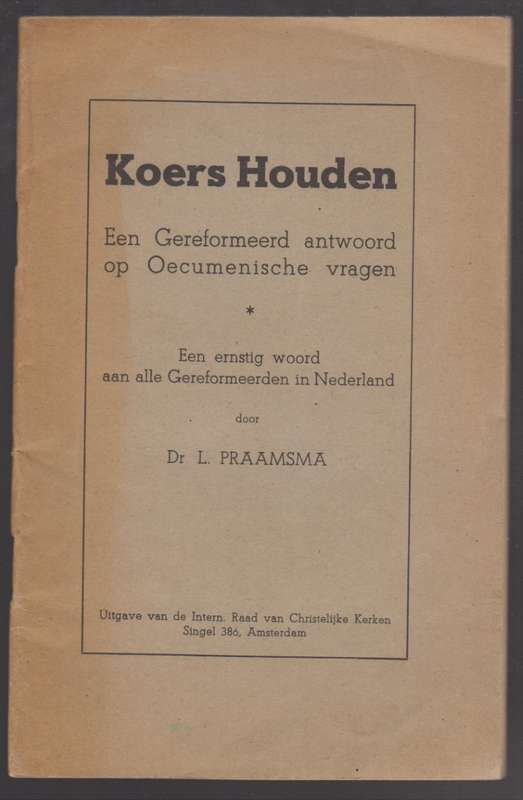 Koers Houden
Een Gereformeerd antwoord
op Oecumenische vragen
*
Een ernstig woord
aan alle Gereformeerden in Nederland
door
Dr L. PRAAMSMA
Uitgave van de Intern. Raad van Christelijke Kerken
Singel 386, Amsterdam